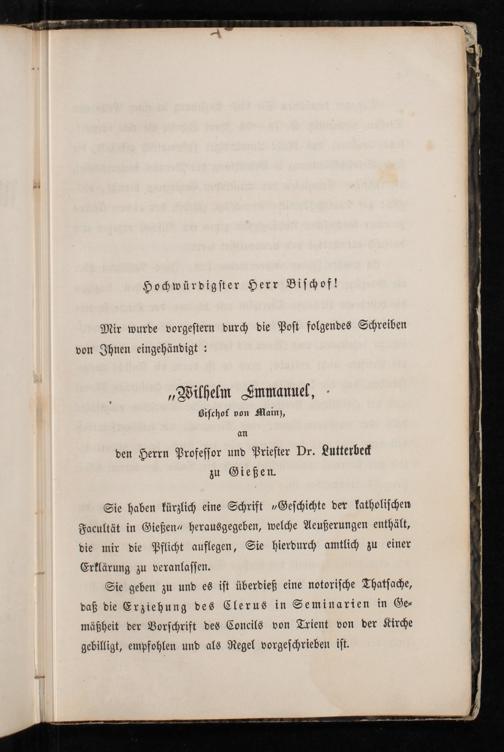 Hochwürdigster Herr Bischof!
Mir wurde vorgestern durch die Post folgendes Schreiben
von Ihnen eingehändigt:
„Wilhelm Emmanuel,
Bischof von Mainz,
an
den Herrn Professor und Priester Dr. Lutterbeck
zu Gießen.
Sie haben kürzlich eine Schrift „Geschichte der katholischen
Facultät in Gießen“ herausgegeben, welche Aeußerungen enthält,
die mir die Pflicht auflegen, Sie hierdurch amtlich zu einer
Erklärung zu veranlassen.
Sie geben zu und es ist überdieß eine notorische Thatsache,
daß die Erziehung des Clerus in Seminarien in Ge-
mäßheit der Vorschrift des Concils von Trient von der Kirche
gebilligt, empfohlen und als Regel vorgeschrieben ist.